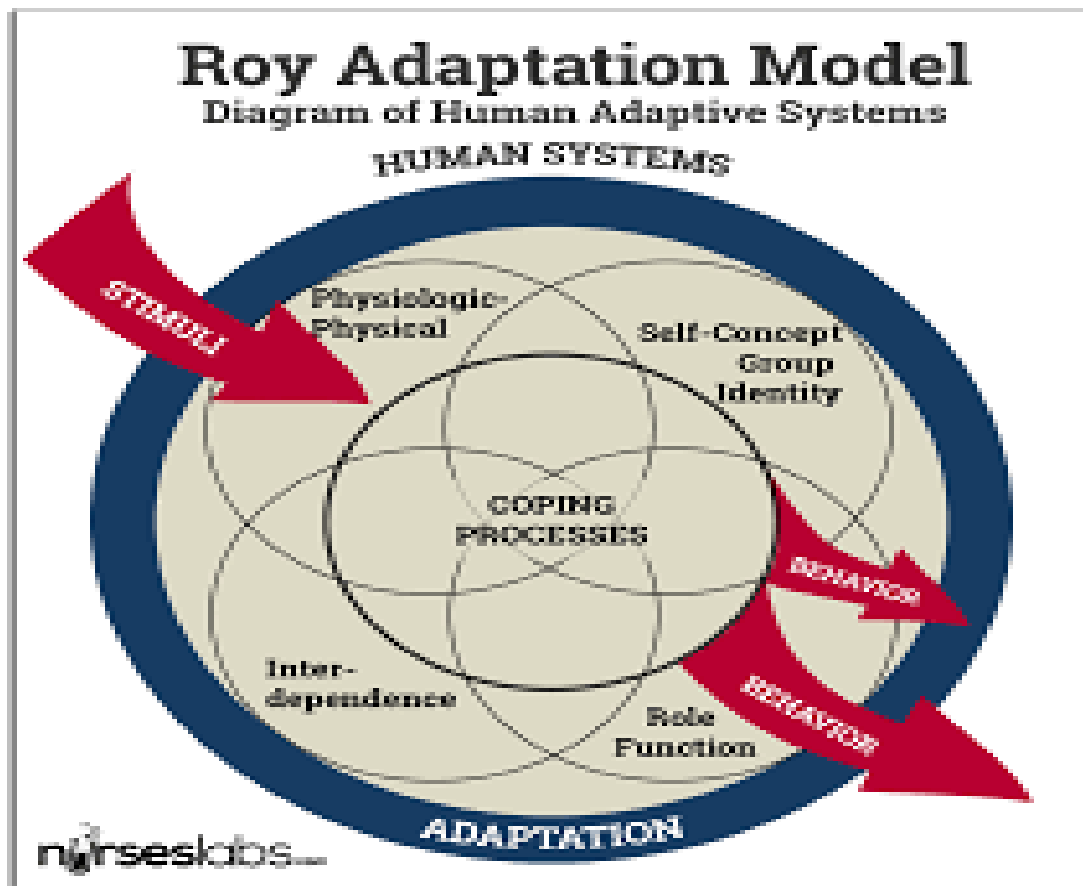 Roy Adaptation Model
Diagram of Human Adaptive Systems
HUMAN SYSTEMS
STIMULI
Physiologic-
Physical
Self-Concept
Group
Identity
COPING
PROCESSES
BEHAVIOR
Inter-
dependence
Role
Function
BEHAVIOR
ADAPTATION
nurseslabs.com